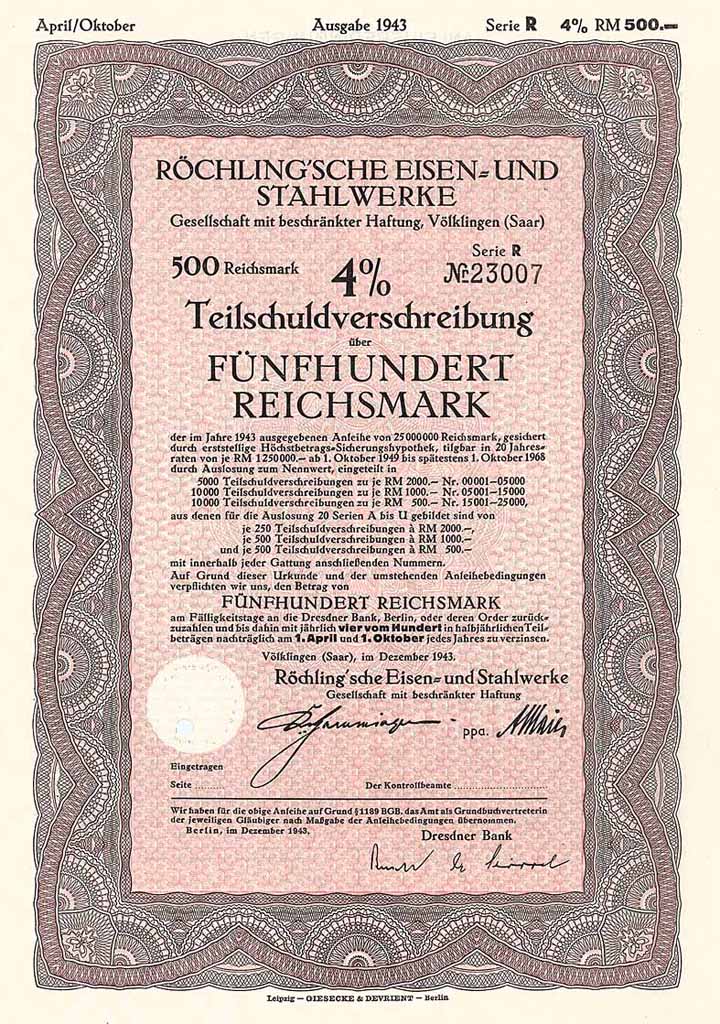 April/Oktober Ausgabe 1943 Serie R 4% RM 500.—
RÖCHLING'SCHE EISEN= UND
STAHLWERKE
Gesellschaft mit beschränkter Haftung, Völklingen (Saar)
Serie R
500 Reichsmark 4% Nr. 23007
Teilschuldverschreibung
über
FÜNFHUNDERT
REICHSMARK
der im Jahre 1943 ausgegebenen Anleihe von 25 000 000 Reichsmark, gesichert
durch erststellige Höchstbetrags=Sicherungshypothek, tilgbar in 20 Jahres=
raten von je RM 1 250 000.— ab 1. Oktober 1949 bis spätestens 1. Oktober 1968
durch Auslosung zum Nennwert, eingeteilt in
5000 Teilschuldverschreibungen zu je RM 2000.— Nr. 00001—05000
10 000 Teilschuldverschreibungen zu je RM 1000.— Nr. 05001—15000
10 000 Teilschuldverschreibungen zu je RM 500.— Nr. 15001—25000,
aus denen für die Auslosung 20 Serien A bis U gebildet sind von
je 250 Teilschuldverschreibungen à RM 2000.—,
je 500 Teilschuldverschreibungen à RM 1000.—
und je 500 Teilschuldverschreibungen à RM 500.—
mit innerhalb jeder Gattung anschließenden Nummern.
Auf Grund dieser Urkunde und der umstehenden Anleihebedingungen
verpflichten wir uns, den Betrag von
FÜNFHUNDERT REICHSMARK
am Fälligkeitstage an die Dresdner Bank, Berlin, oder deren Order zurück=
zuzahlen und bis dahin mit jährlich vier vom Hundert in halbjährlichen Teil=
beträgen nachträglich am 1. April und 1. Oktober jedes Jahres zu verzinsen.
Völklingen (Saar), im Dezember 1943.
Röchling'sche Eisen= und Stahlwerke
Gesellschaft mit beschränkter Haftung
ppa.
Eingetragen
Seite ........ Der Kontrollbeamte ........................
Wir haben für die obige Anleihe auf Grund § 1189 BGB. das Amt als Grundbuchvertreterin
der jeweiligen Gläubiger nach Maßgabe der Anleihebedingungen übernommen.
Berlin, im Dezember 1943.
Dresdner Bank
Leipzig — GIESECKE & DEVRIENT — Berlin